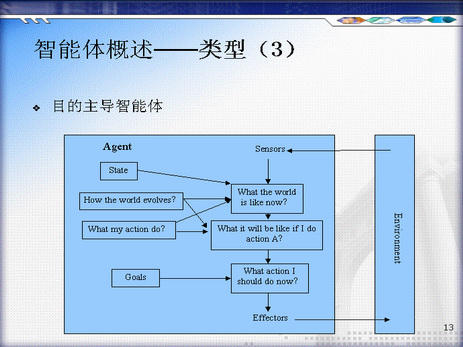 智能体概述——类型（3）
目的主导智能体
Agent
Sensors
State
What the world
is like now?
How the world evolves?
What my action do?
What it will be like if I do
action A?
Goals
What action I
should do now?
Effectors
Environment
13